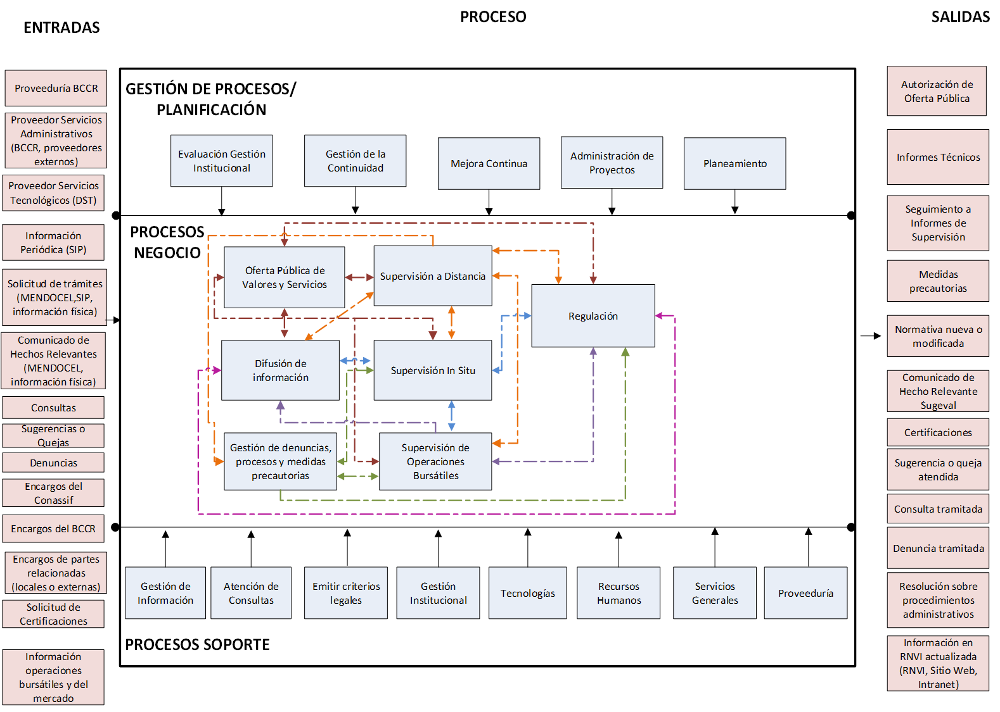 ENTRADAS
PROCESO
SALIDAS
Proveeduría BCCR
Proveedor Servicios
Administrativos
(BCCR, proveedores
externos)
Proveedor Servicios
Tecnológicos (DST)
Información
Periódica (SIP)
Solicitud de trámites
(MENDOCEL,SIP,
información física)
Comunicado de
Hechos Relevantes
(MENDOCEL,
información física)
Consultas
Sugerencias o
Quejas
Denuncias
Encargos del
Conassif
Encargos del BCCR
Encargos de partes
relacionadas
(locales o externas)
Solicitud de
Certificaciones
Información
operaciones
bursátiles y del
mercado
GESTIÓN DE PROCESOS/
PLANIFICACIÓN
Evaluación Gestión
Institucional
Gestión de la
Continuidad
Mejora Continua
Administración de
Proyectos
Planeamiento
PROCESOS
NEGOCIO
Oferta Pública de
Valores y Servicios
Supervisión a Distancia
Regulación
Difusión de
información
Supervisión In Situ
Gestión de denuncias,
procesos y medidas
precautorias
Supervisión de
Operaciones
Bursátiles
Gestión de
Información
Atención de
Consultas
Emitir criterios
legales
Gestión
Institucional
Tecnologías
Recursos
Humanos
Servicios
Generales
Proveeduría
PROCESOS SOPORTE
Autorización de
Oferta Pública
Informes Técnicos
Seguimiento a
Informes de
Supervisión
Medidas
precautorias
Normativa nueva o
modificada
Comunicado de
Hecho Relevante
Sugeval
Certificaciones
Sugerencia o queja
atendida
Consulta tramitada
Denuncia tramitada
Resolución sobre
procedimientos
administrativos
Información en
RNVI actualizada
(RNVI, Sitio Web,
Intranet)